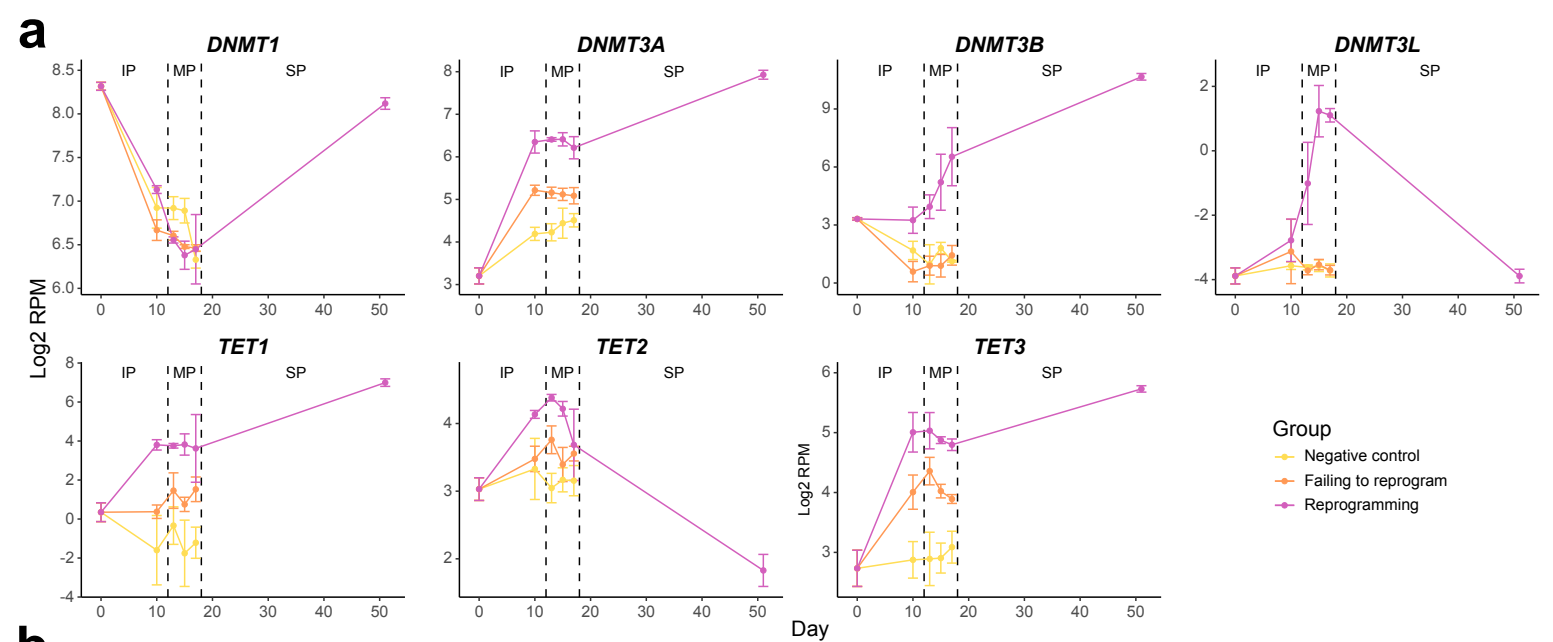 a
DNMT1 DNMT3A DNMT3B DNMT3L
IP MP SP IP MP SP IP MP SP IP MP SP
8.5 8.0 7.5 7.0 6.5 6.0
8 7 6 5 4 3
9 6 3 0
2 0 -2 -4
0 10 20 30 40 50 0 10 20 30 40 50 0 10 20 30 40 50 0 10 20 30 40 50
Log2 RPM
TET1 TET2 TET3
IP MP SP IP MP SP IP MP SP
8 6 4 2 0 -2 -4
4 3 2
Log2 RPM
6 5 4 3
0 10 20 30 40 50 0 10 20 30 40 50 0 10 20 30 40 50
Day
Group
Negative control
Failing to reprogram
Reprogramming